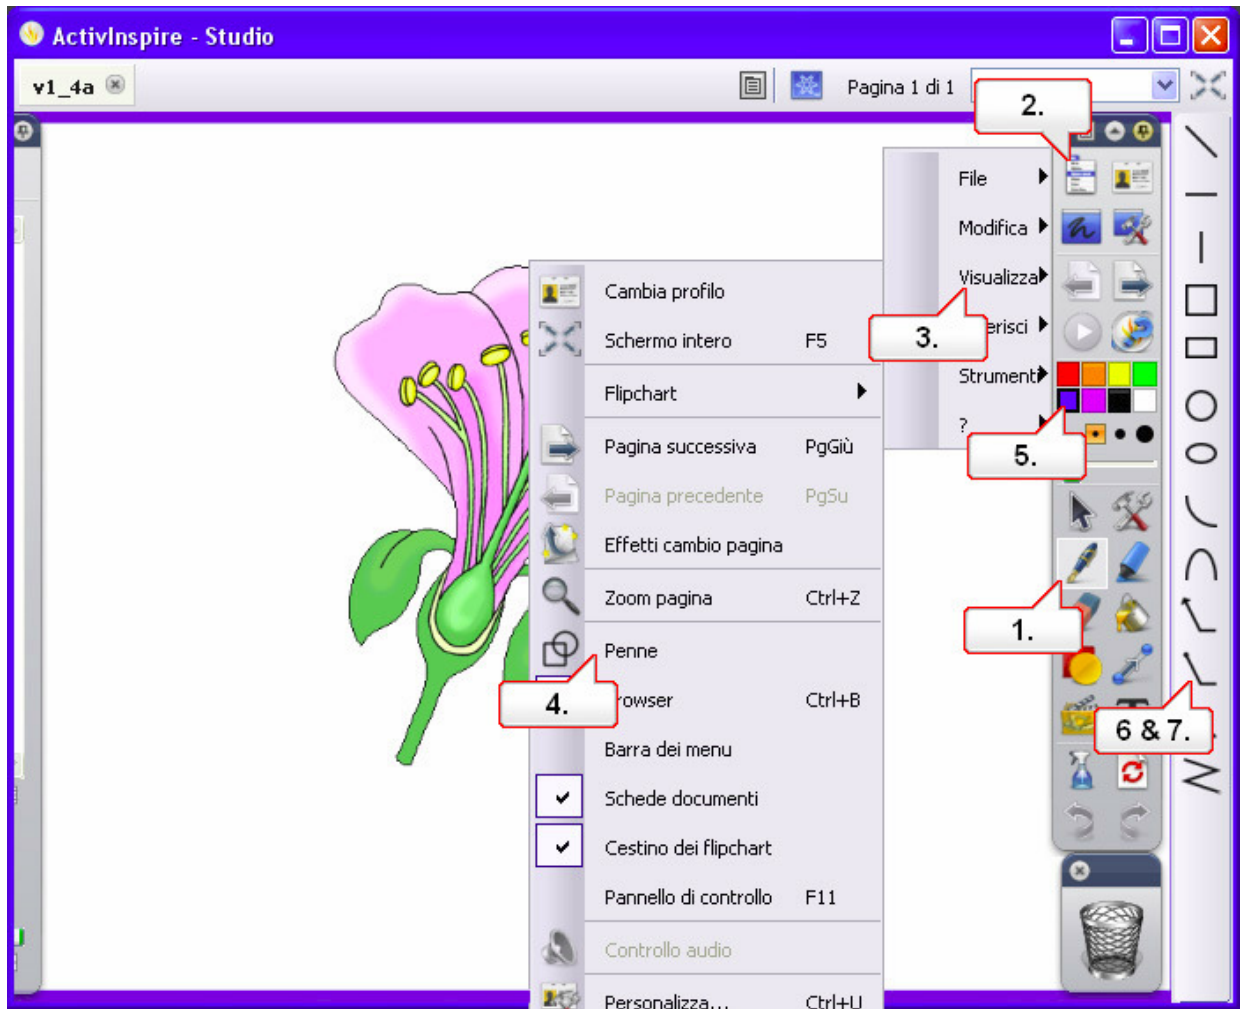 ActivInspire - Studio
v1_4a
Pagina 1 di 1
2.
File
Modifica
Visualizza
3.
erisci
Strumenti
?
5.
Cambia profilo
Schermo intero F5
Flipchart
Pagina successiva PgGiù
Pagina precedente PgSu
Effetti cambio pagina
Zoom pagina Ctrl+Z
1.
Penne
4.
rowser Ctrl+B
6 & 7.
Barra dei menu
Schede documenti
Cestino dei flipchart
Pannello di controllo F11
Controllo audio
Personalizza... Ctrl+U